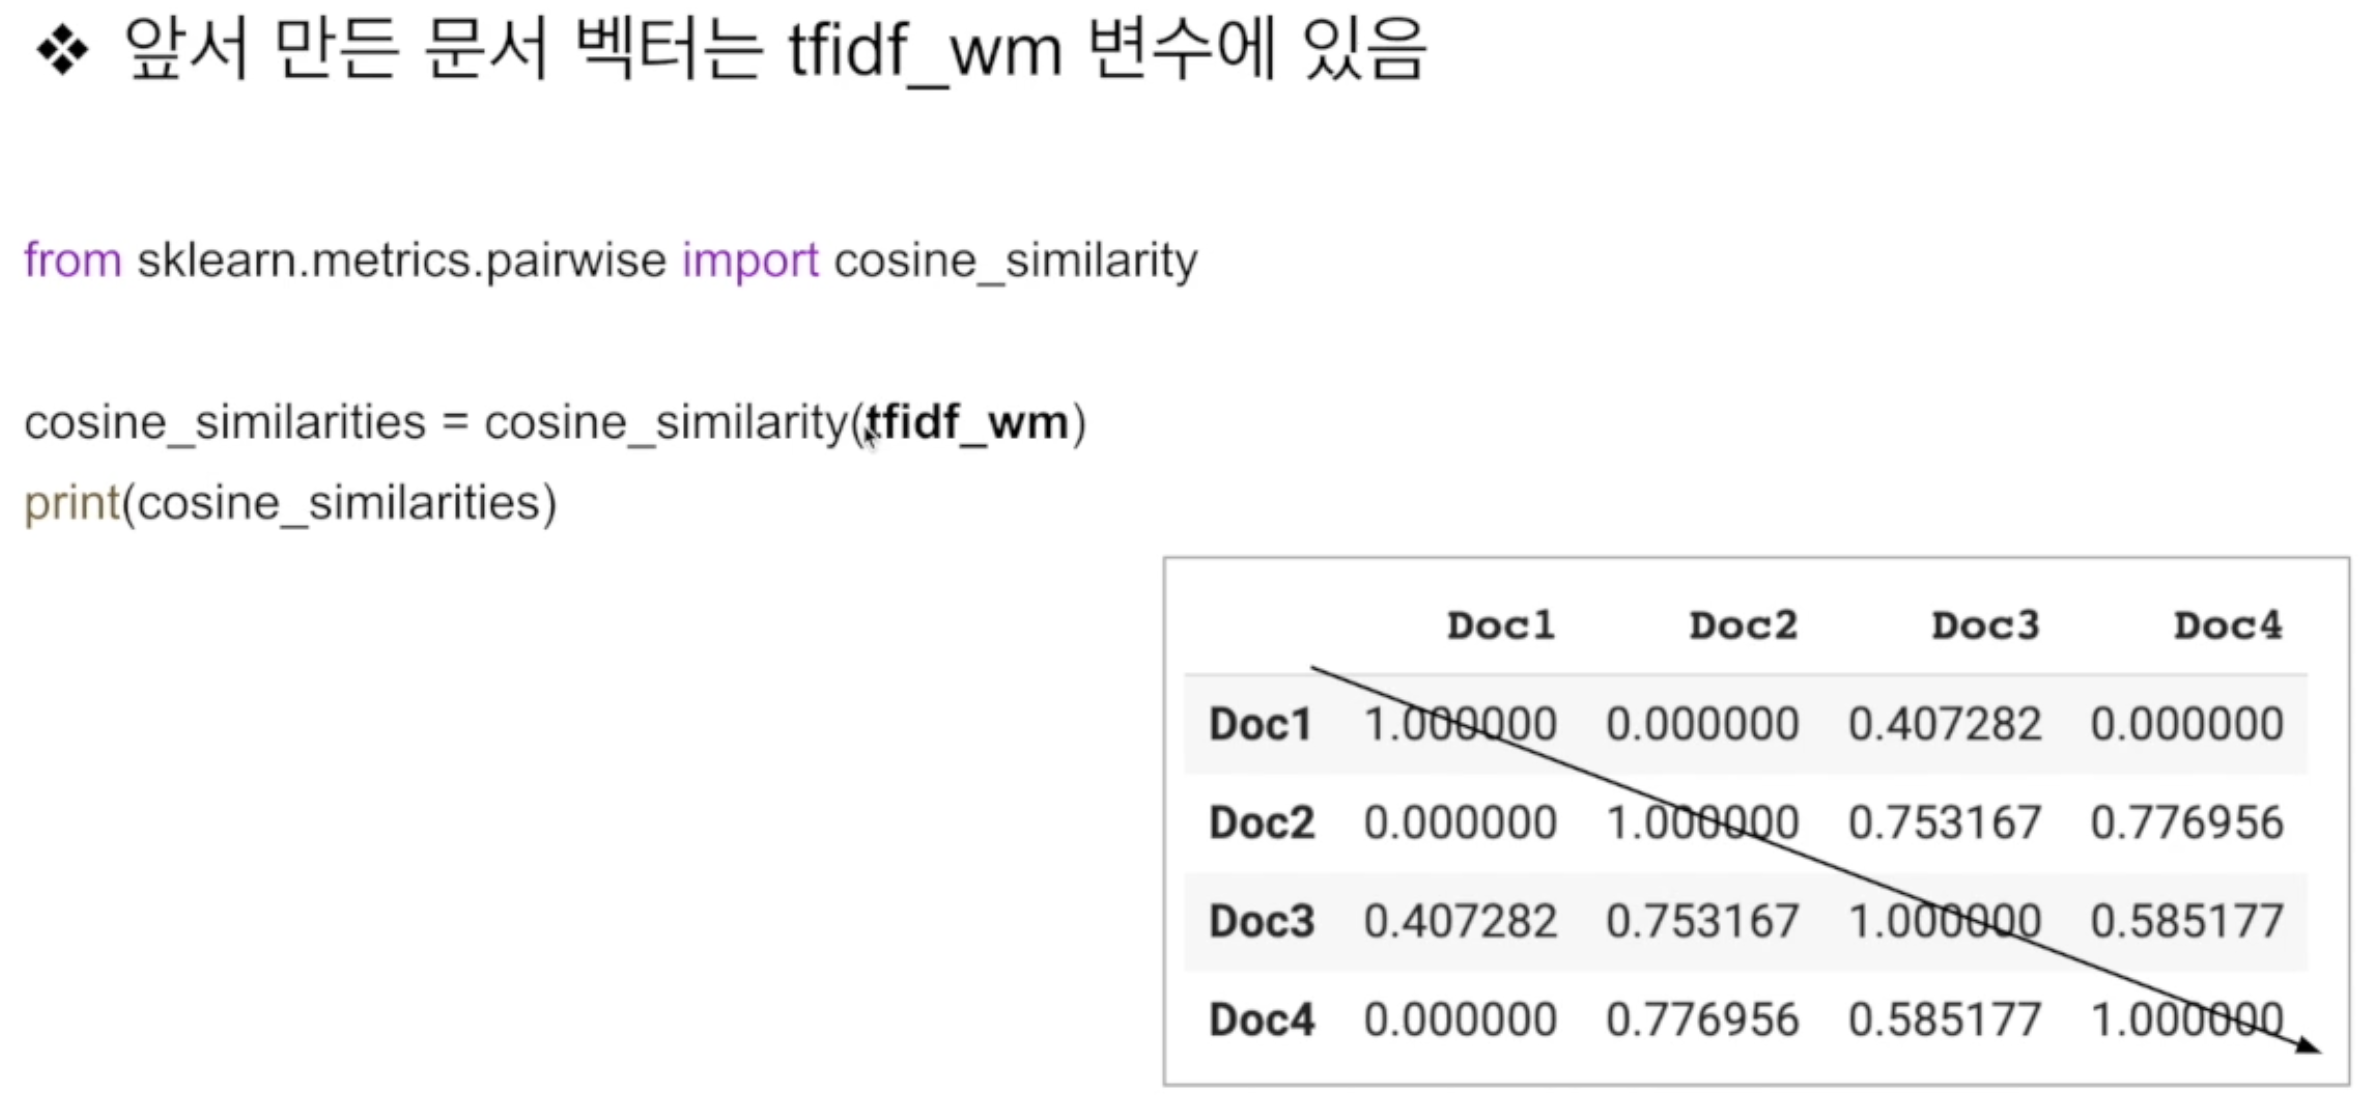 ❖ 앞서 만든 문서 벡터는 tfidf_wm 변수에 있음
from sklearn.metrics.pairwise import cosine_similarity
cosine_similarities = cosine_similarity(tfidf_wm)
print(cosine_similarities)
Doc1 Doc2 Doc3 Doc4
Doc1 1.000000 0.000000 0.407282 0.000000
Doc2 0.000000 1.000000 0.753167 0.776956
Doc3 0.407282 0.753167 1.000000 0.585177
Doc4 0.000000 0.776956 0.585177 1.000000